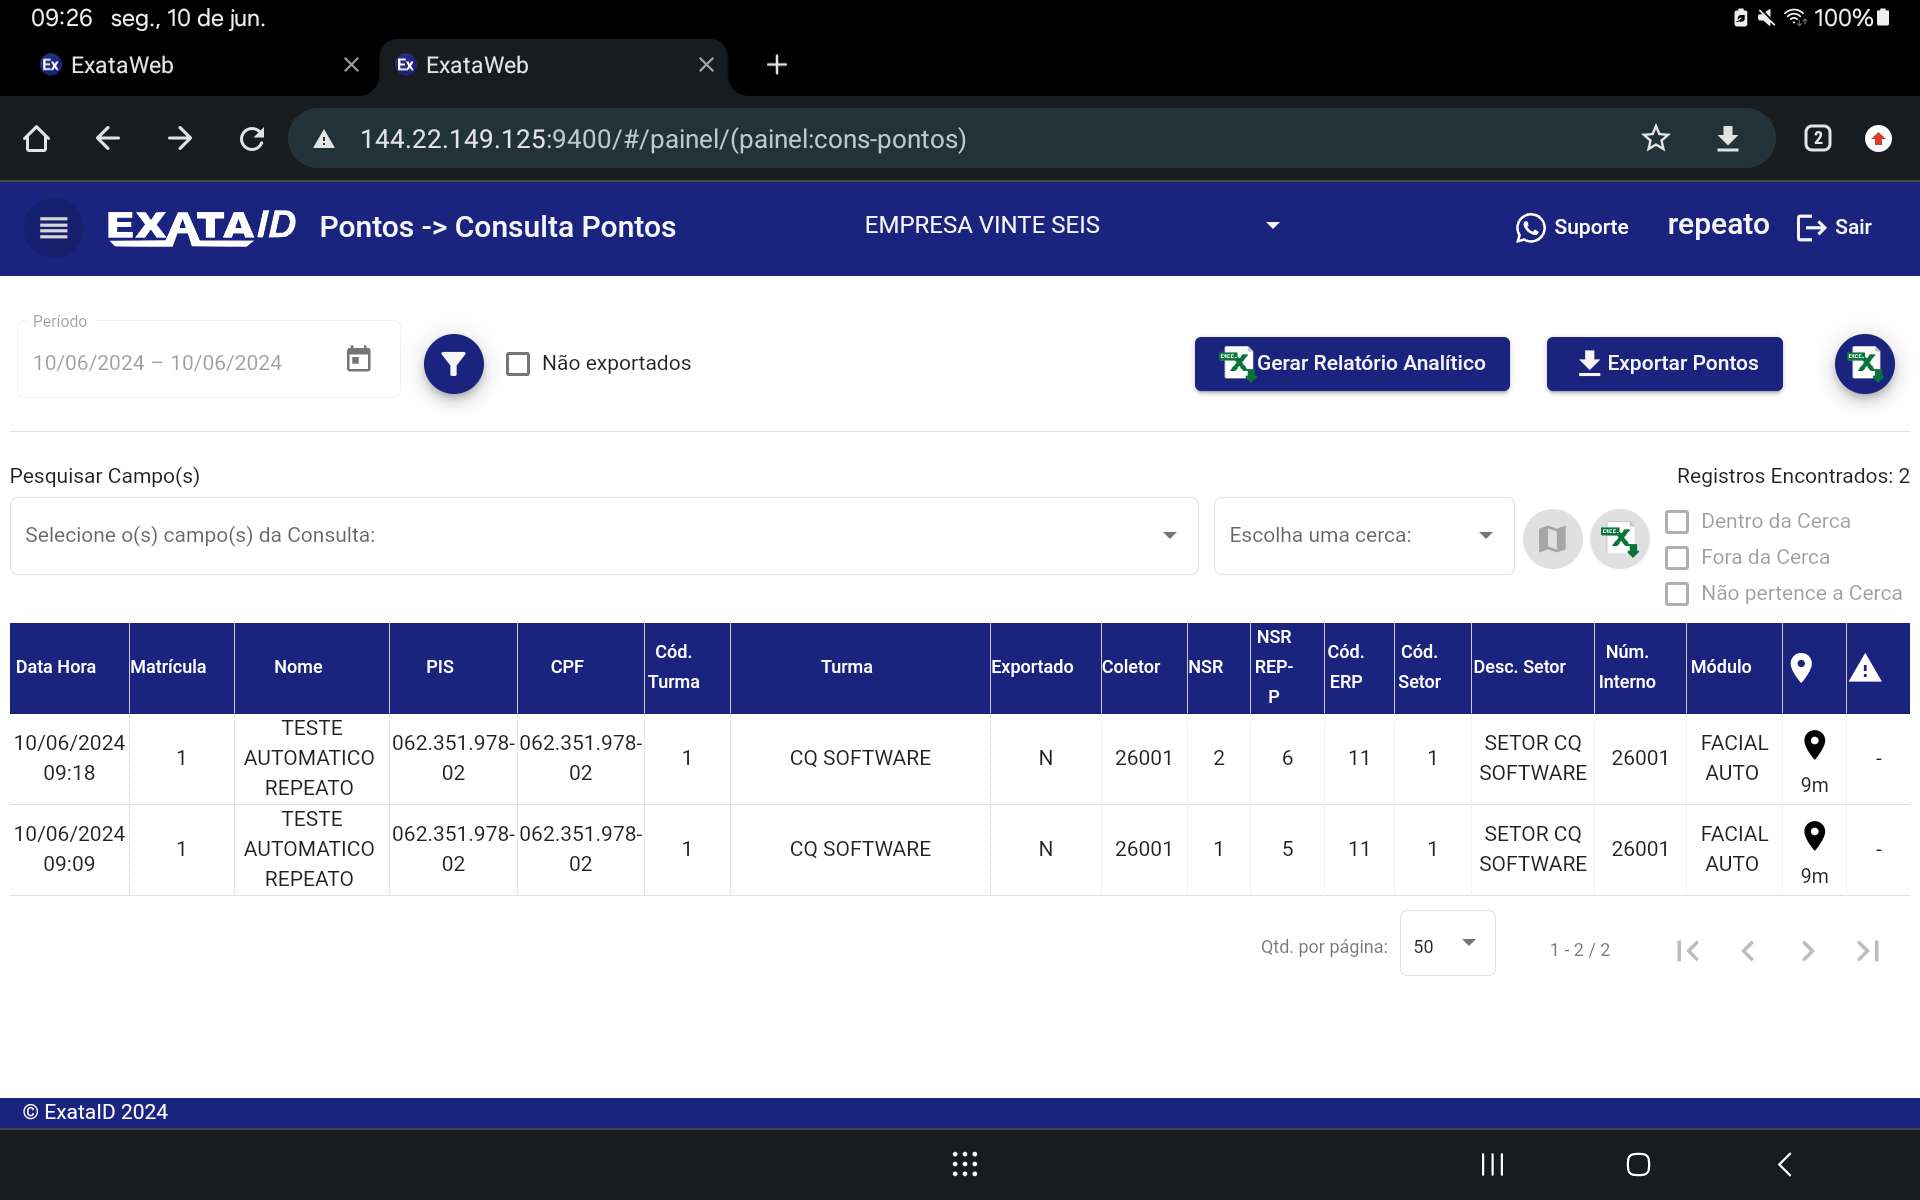 09:26 seg., 10 de jun.
100%
Ex ExataWeb
Ex ExataWeb
144.22.149.125:9400/#/painel/(painel:cons-pontos)
2
EXATAID Pontos -> Consulta Pontos
EMPRESA VINTE SEIS
Suporte
repeato
Sair
Período
10/06/2024 – 10/06/2024
Não exportados
Gerar Relatório Analítico
Exportar Pontos
Pesquisar Campo(s)
Registros Encontrados: 2
Selecione o(s) campo(s) da Consulta:
Escolha uma cerca:
Dentro da Cerca
Fora da Cerca
Não pertence a Cerca
Data Hora Matrícula Nome PIS CPF Cód. Turma Turma Exportado Coletor NSR NSR REP-P Cód. ERP Cód. Setor Desc. Setor Núm. Interno Módulo
10/06/2024 09:18 1 TESTE AUTOMATICO REPEATO 062.351.978-02 062.351.978-02 1 CQ SOFTWARE N 26001 2 6 11 1 SETOR CQ SOFTWARE 26001 FACIAL AUTO 9m -
10/06/2024 09:09 1 TESTE AUTOMATICO REPEATO 062.351.978-02 062.351.978-02 1 CQ SOFTWARE N 26001 1 5 11 1 SETOR CQ SOFTWARE 26001 FACIAL AUTO 9m -
Qtd. por página: 50 1 - 2 / 2
© ExataID 2024